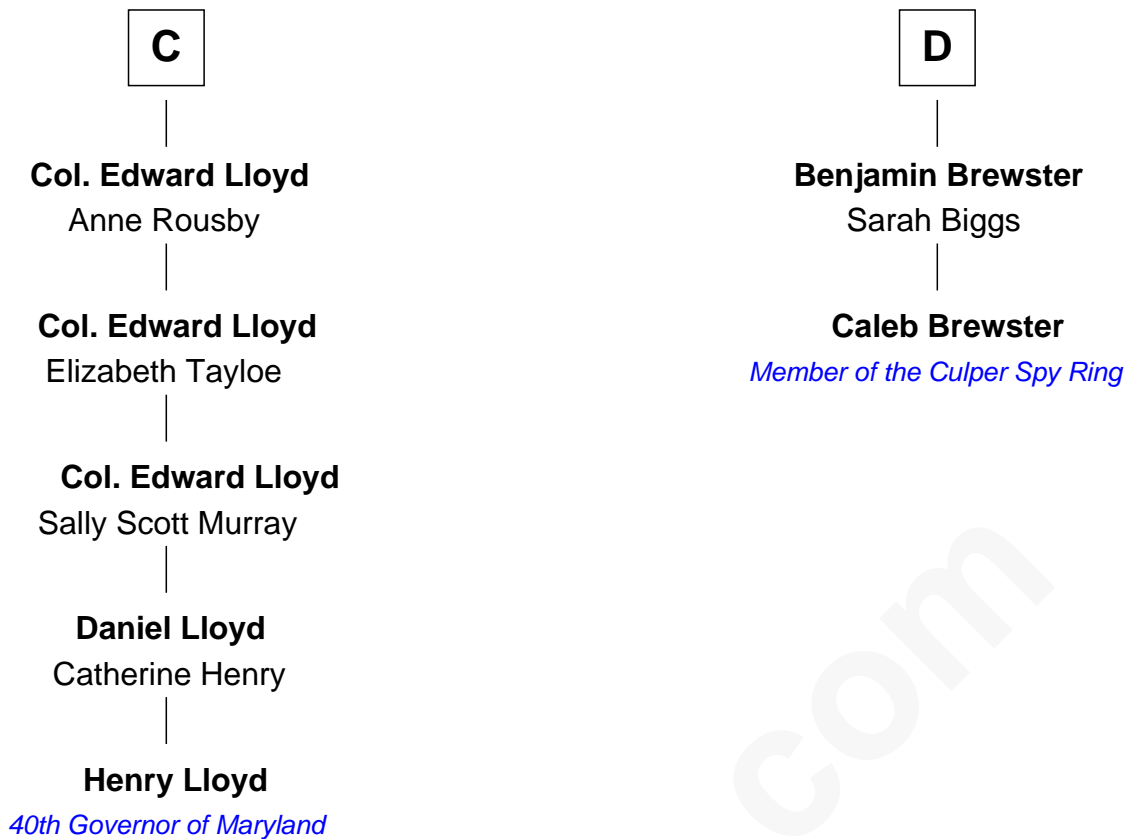 C
Col. Edward Lloyd
Anne Rousby
Col. Edward Lloyd
Elizabeth Tayloe
Col. Edward Lloyd
Sally Scott Murray
Daniel Lloyd
Catherine Henry
Henry Lloyd
40th Governor of Maryland
D
Benjamin Brewster
Sarah Biggs
Caleb Brewster
Member of the Culper Spy Ring
com